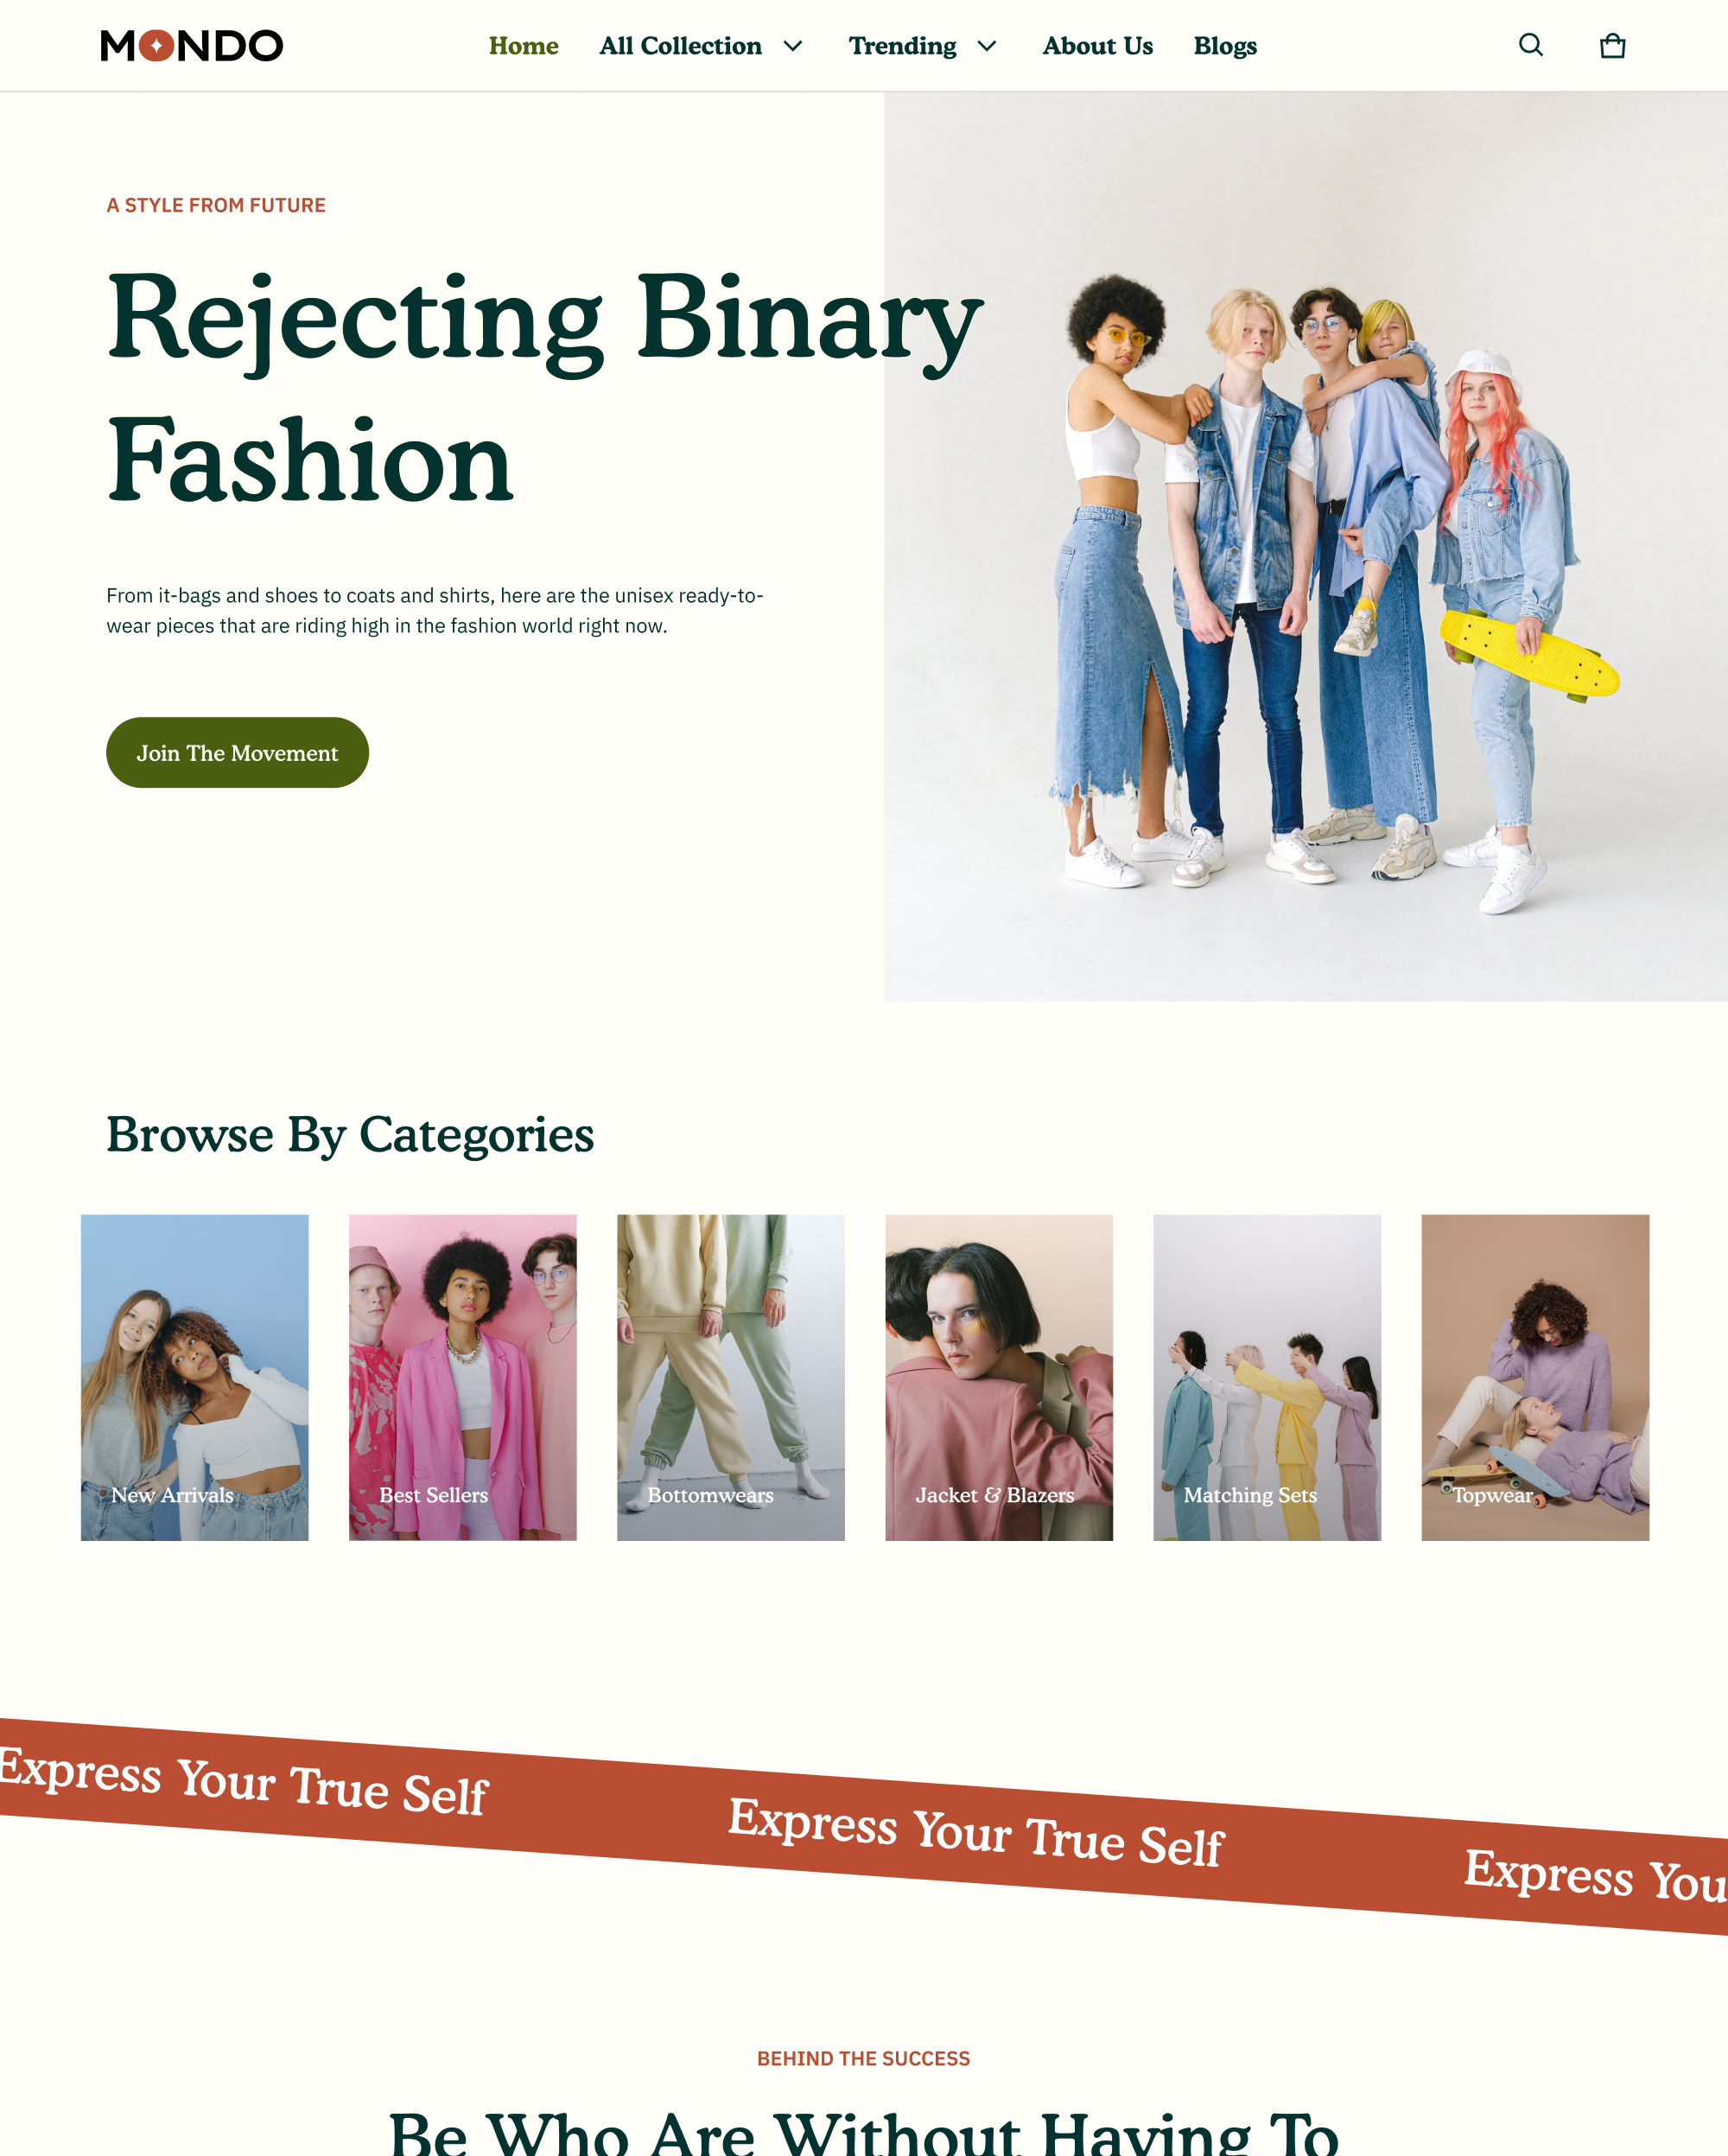 MONDO
Home All Collection Trending About Us Blogs
A STYLE FROM FUTURE
Rejecting Binary
Fashion
From it-bags and shoes to coats and shirts, here are the unisex ready-to-
wear pieces that are riding high in the fashion world right now.
Join The Movement
Browse By Categories
New Arrivals
Best Sellers
Bottomwears
Jacket & Blazers
Matching Sets
Topwear
Express Your True Self
Express Your True Self
Express You
BEHIND THE SUCCESS
Be Who Are Without Having To